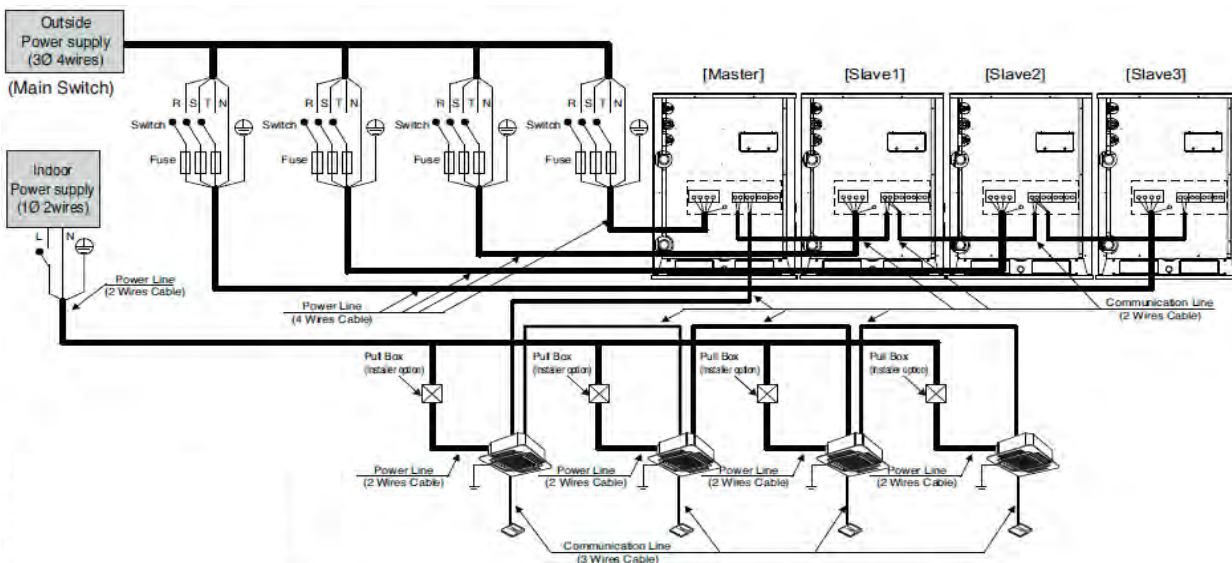 Outside
Power supply
(3Ø 4wires)
(Main Switch)
[Master]
[Slave1]
[Slave2]
[Slave3]
R S T N
R S T N
R S T N
R S T N
Switch
Switch
Switch
Switch
Fuse
Fuse
Fuse
Fuse
Indoor
Power supply
(1Ø 2wires)
L
N
Power Line
(2 Wires Cable)
Power Line
(4 Wires Cable)
Communication Line
(2 Wires Cable)
Pull Box
(Installer option)
Pull Box
(Installer option)
Pull Box
(Installer option)
Pull Box
(Installer option)
Power Line
(2 Wires Cable)
Power Line
(2 Wires Cable)
Power Line
(2 Wires Cable)
Power Line
(2 Wires Cable)
Communication Line
(3 Wires Cable)